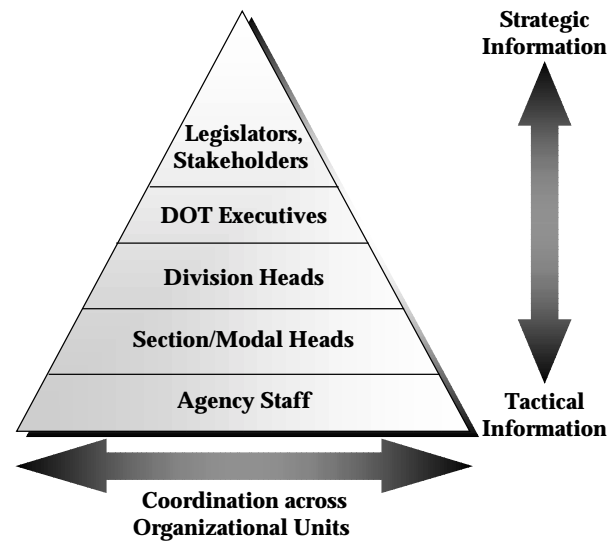 Strategic
Information
Legislators,
Stakeholders
DOT Executives
Division Heads
Section/Modal Heads
Agency Staff
Tactical
Information
Coordination across
Organizational Units